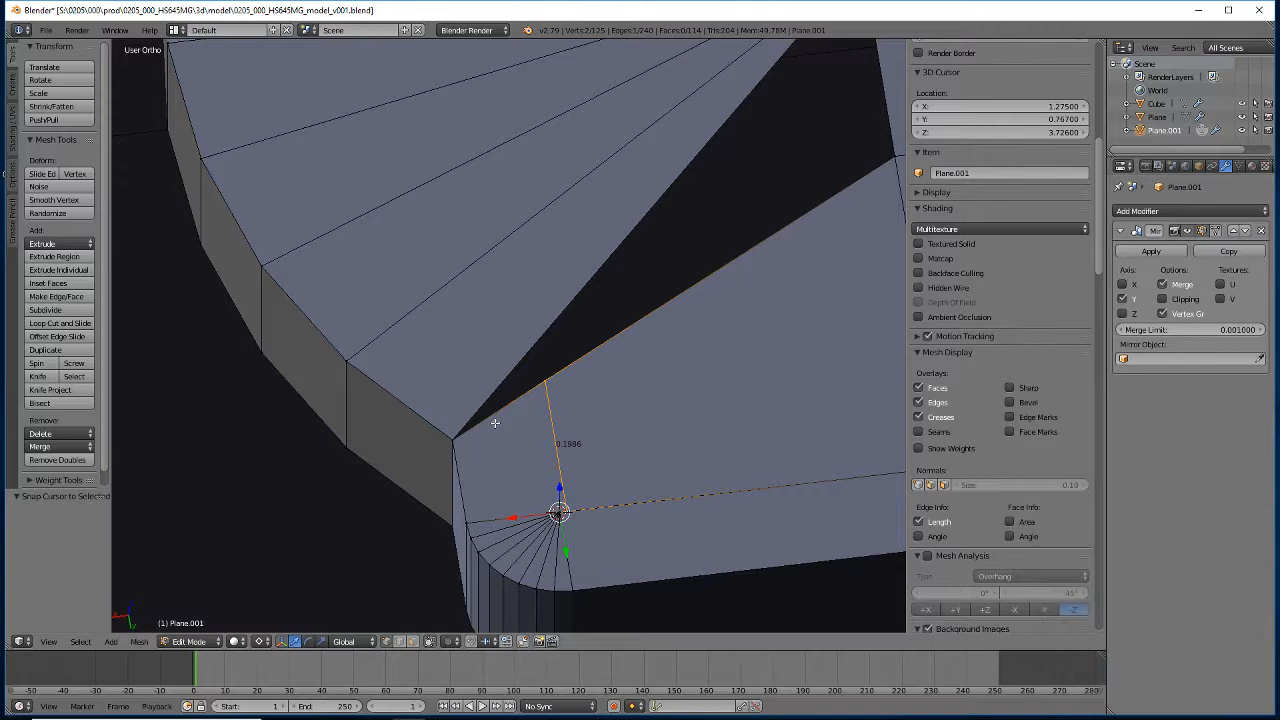 Blender* [S:\0205\000\prod\0205_000_HS645MG\3d\model\0205_000_HS645MG_model_v001.blend]
File Render Window Help Default Scene Blender Render v2.79 | Verts:2/125 | Edges:1/240 | Faces:0/114 | Tris:204 | Mem:49.78M | Plane.001
Transform
Translate
Rotate
Scale
Shrink/Fatten
Push/Pull
Mesh Tools
Deform:
Slide Ed Vertex
Noise
Smooth Vertex
Randomize
Add:
Extrude
Extrude Region
Extrude Individual
Inset Faces
Make Edge/Face
Subdivide
Loop Cut and Slide
Offset Edge Slide
Duplicate
Spin Screw
Knife Select
Knife Project
Bisect
Remove:
Delete
Merge
Remove Doubles
Weight Tools
Snap Cursor to Selected
Tools
Create
Shading / UVs
Options
Grease Pencil
User Ortho
0.1986
(1) Plane.001
View Select Add Mesh Edit Mode Global
Render Border
3D Cursor
Location:
X: 1.27500
Y: 0.76700
Z: 3.72600
Item
Plane.001
Display
Shading
Multitexture
Textured Solid
Matcap
Backface Culling
Hidden Wire
Depth Of Field
Ambient Occlusion
Motion Tracking
Mesh Display
Overlays:
Faces Sharp
Edges Bevel
Creases Edge Marks
Seams Face Marks
Show Weights
Normals:
Size: 0.10
Edge Info: Face Info:
Length Area
Angle Angle
Mesh Analysis
Type: Overhang
0° 45°
+X +Y +Z -X -Y -Z
Background Images
View Search All Scenes
Scene
RenderLayers
World
Cube
Plane
Plane.001
Plane.001
Add Modifier
Mir
Apply Copy
Axis: Options: Textures:
X Merge U
Y Clipping V
Z Vertex Gr
Merge Limit: 0.001000
Mirror Object:
-50 -40 -30 -20 -10 0 10 20 30 40 50 60 70 80 90 100 110 120 130 140 150 160 170 180 190 200 210 220 230 240 250 260 270 280
View Marker Frame Playback Start: 1 End: 250 1 No Sync